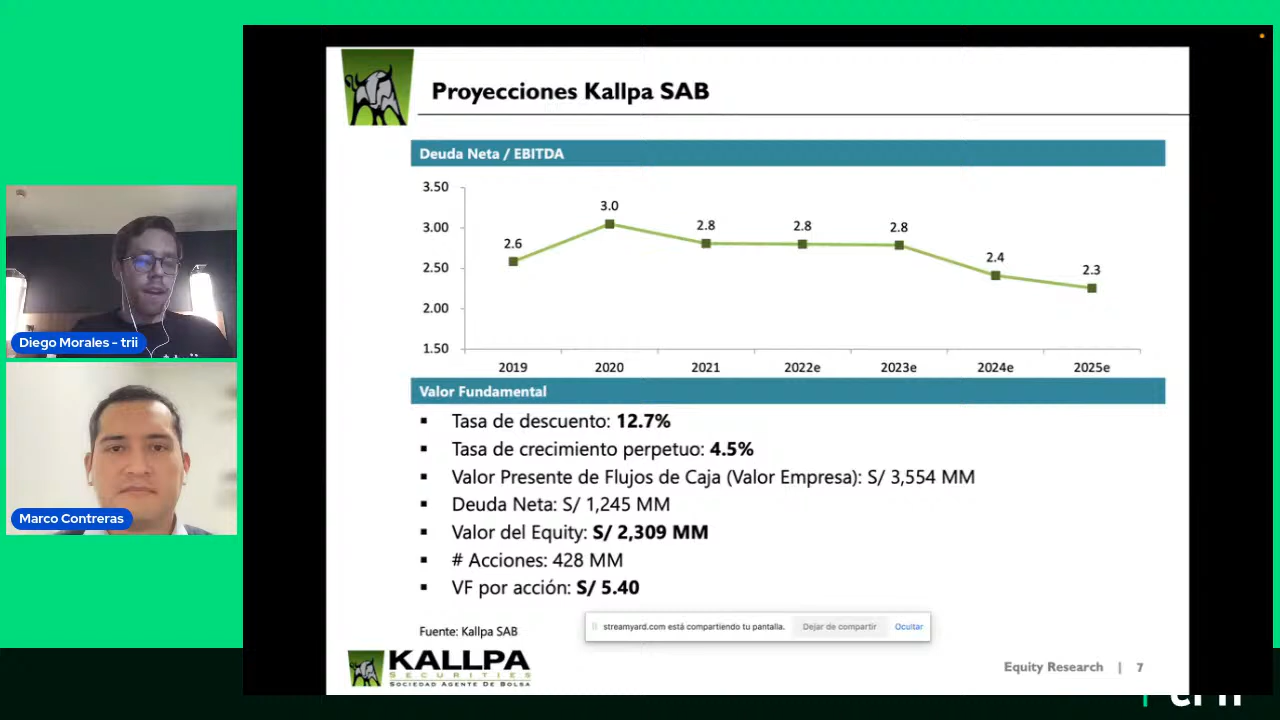 Proyecciones Kallpa SAB
Deuda Neta / EBITDA
3.50
3.00
2.50
2.00
1.50
2.6
3.0
2.8
2.8
2.8
2.4
2.3
2019
2020
2021
2022e
2023e
2024e
2025e
Valor Fundamental
▪ Tasa de descuento: 12.7%
▪ Tasa de crecimiento perpetuo: 4.5%
▪ Valor Presente de Flujos de Caja (Valor Empresa): S/ 3,554 MM
▪ Deuda Neta: S/ 1,245 MM
▪ Valor del Equity: S/ 2,309 MM
▪ # Acciones: 428 MM
▪ VF por acción: S/ 5.40
Fuente: Kallpa SAB
streamyard.com está compartiendo tu pantalla.
Dejar de compartir
Ocultar
KALLPA
SECURITIES
SOCIEDAD AGENTE DE BOLSA
Equity Research | 7
Diego Morales - trii
Marco Contreras